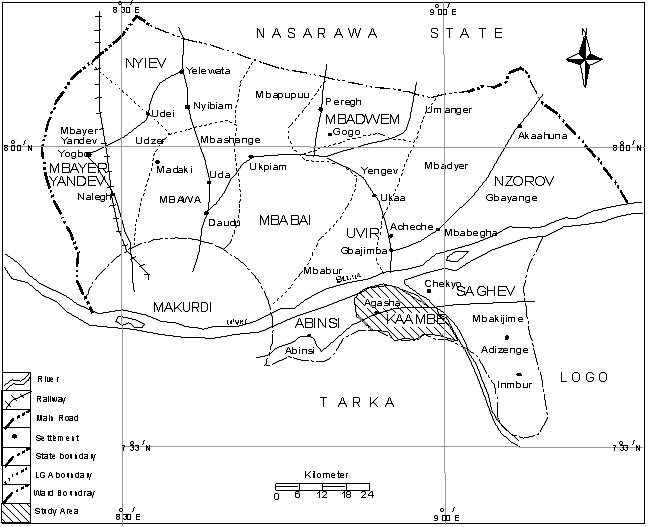 8°30'E
9°00'E
NASARAWA STATE
N
NYIEV
Yelewata
Mbapupuu
Peregh
Nyibiam
Udei
MBADWEM
Umanger
Gogo
Akaahuna
Mbayer
Yandev
Udzer
Mbashange
8°0'N
8°0'N
Yogbo
MBAYER
YANDEV
Madaki
Ukpiam
Yengev
Mbadyer
Uda
NZOROV
Nalegh
MBAWA
Ukaa
Gbayange
Daudu
MBABAI
UVIR
Acheche
Mbabegha
Gbajimba
Mbabur
Benue
Chekyo
SAGHEV
MAKURDI
Agasha
River
ABINSI
KAAMBE
Mbakijime
Adizenge
Abinsi
Inmbur
LOGO
TARKA
River
Railway
Main Road
Settlement
State boundary
LGA boundary
Ward Boundray
Study Area
7°33'N
7°33'N
Kilometer
0 6 12 18 24
8°30'E
9°00'E